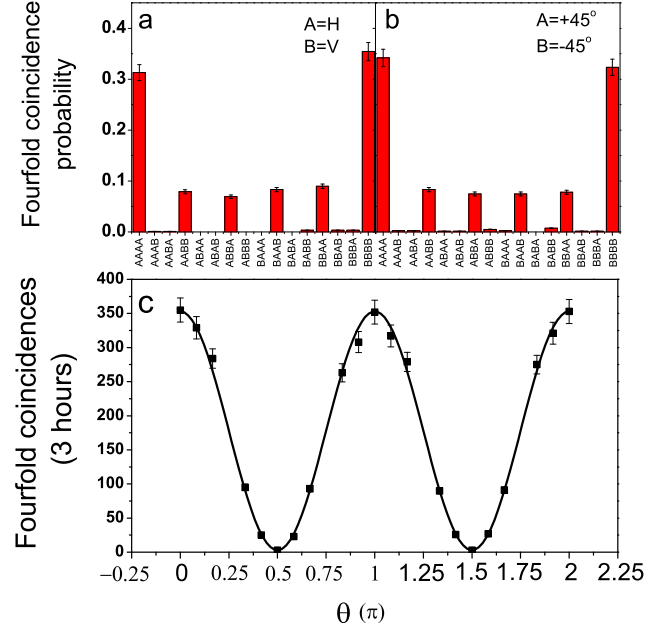 Fourfold coincidence
probability
0.4
0.3
0.2
0.1
0.0
a
A=H
B=V
b
A=+45°
B=-45°
AAAA AAAB AABA AABB ABAA ABAB ABBA ABBB BAAA BAAB BABA BABB BBAA BBAB BBBA BBBB
AAAA AAAB AABA AABB ABAA ABAB ABBA ABBB BAAA BAAB BABA BABB BBAA BBAB BBBA BBBB
Fourfold coincidences
(3 hours)
400
350
300
250
200
150
100
50
0
c
−0.25 0 0.25 0.5 0.75 1 1.25 1.5 1.75 2 2.25
θ (π)